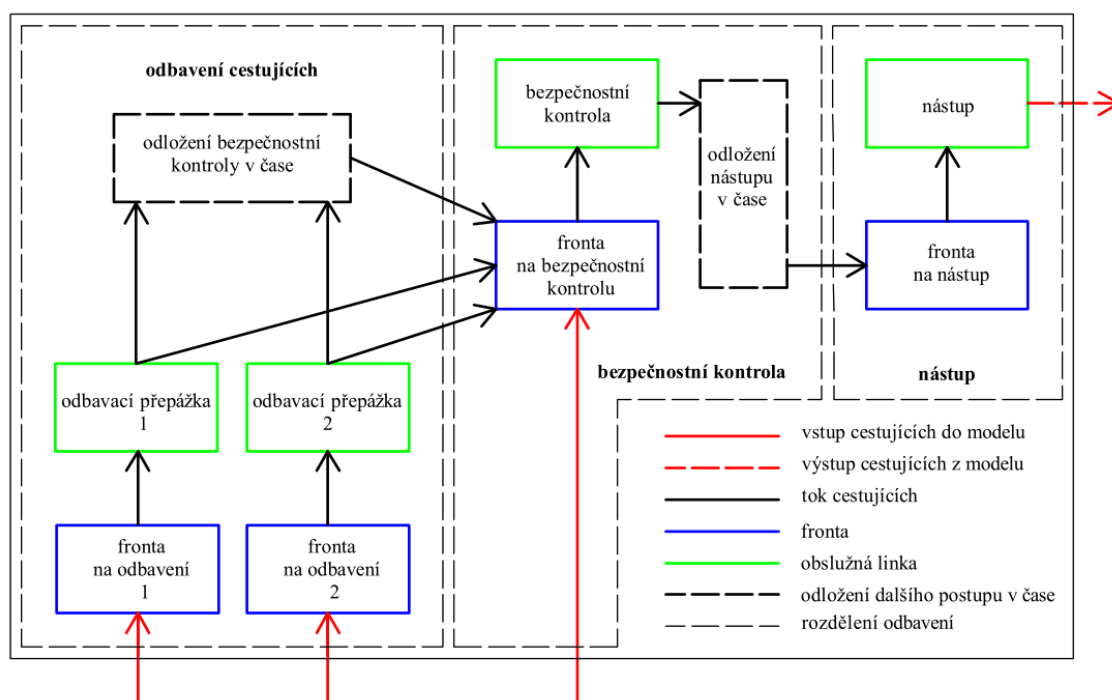 odbavení cestujících
odložení bezpečnostní
kontroly v čase
odbavací přepážka
1
odbavací přepážka
2
fronta
na odbavení
1
fronta
na odbavení
2
bezpečnostní
kontrola
odložení
nástupu
v čase
fronta
na bezpečnostní
kontrolu
bezpečnostní kontrola
nástup
fronta
na nástup
nástup
vstup cestujících do modelu
výstup cestujících z modelu
tok cestujících
fronta
obslužná linka
odložení dalšího postupu v čase
rozdělení odbavení